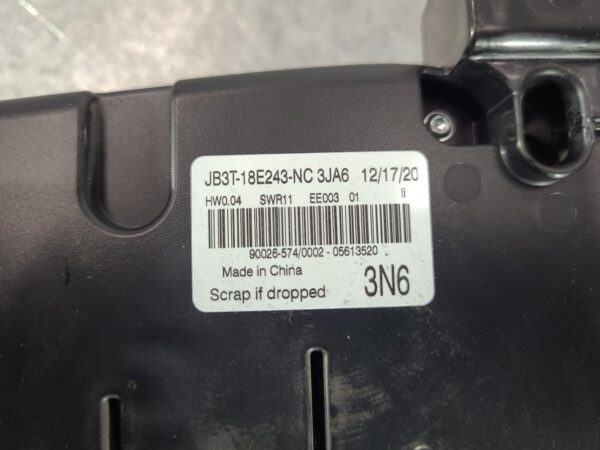 JB3T-18E243-NC 3JA6 12/17/20
HW0.04 SWR11 EE003 01 li
90026-574/0002 - 05613520
Made in China
Scrap if dropped 3N6